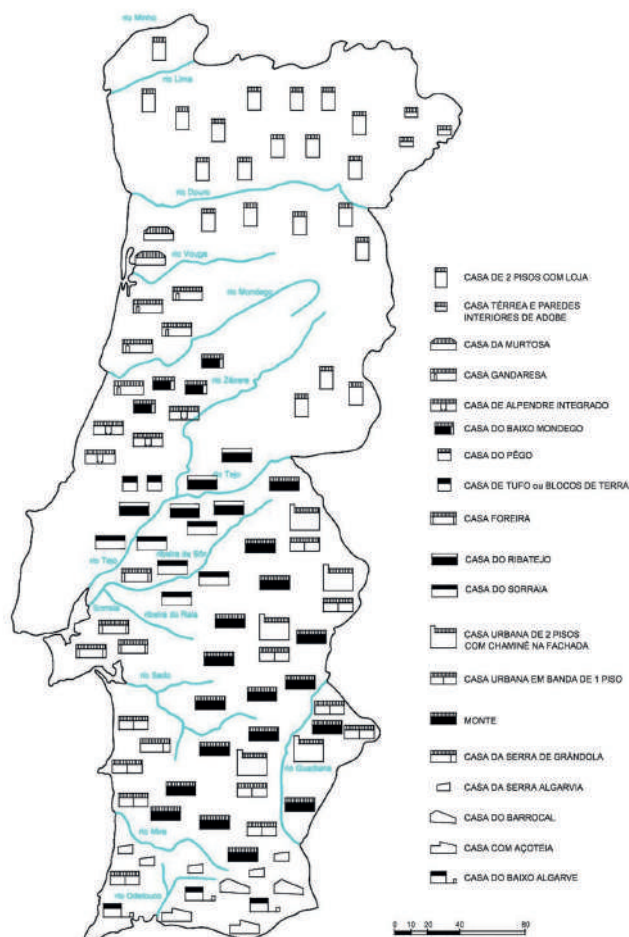 rio Minho
rio Lima
rio Douro
rio Vouga
rio Mondego
rio Zêzere
rio Tejo
rio Tejo
ribeira de Sôr
Sorraia
ribeira do Raia
rio Sado
rio Guadiana
rio Mira
rio Odelouca
CASA DE 2 PISOS COM LOJA
CASA TÉRREA E PAREDES
INTERIORES DE ADOBE
CASA DA MURTOSA
CASA GANDARESA
CASA DE ALPENDRE INTEGRADO
CASA DO BAIXO MONDEGO
CASA DO PÊGO
CASA DE TUFO ou BLOCOS DE TERRA
CASA FOREIRA
CASA DO RIBATEJO
CASA DO SORRAIA
CASA URBANA DE 2 PISOS
COM CHAMINÉ NA FACHADA
CASA URBANA EM BANDA DE 1 PISO
MONTE
CASA DA SERRA DE GRÂNDOLA
CASA DA SERRA ALGARVIA
CASA DO BARROCAL
CASA COM AÇOTEIA
CASA DO BAIXO ALGARVE
0 20 40 80